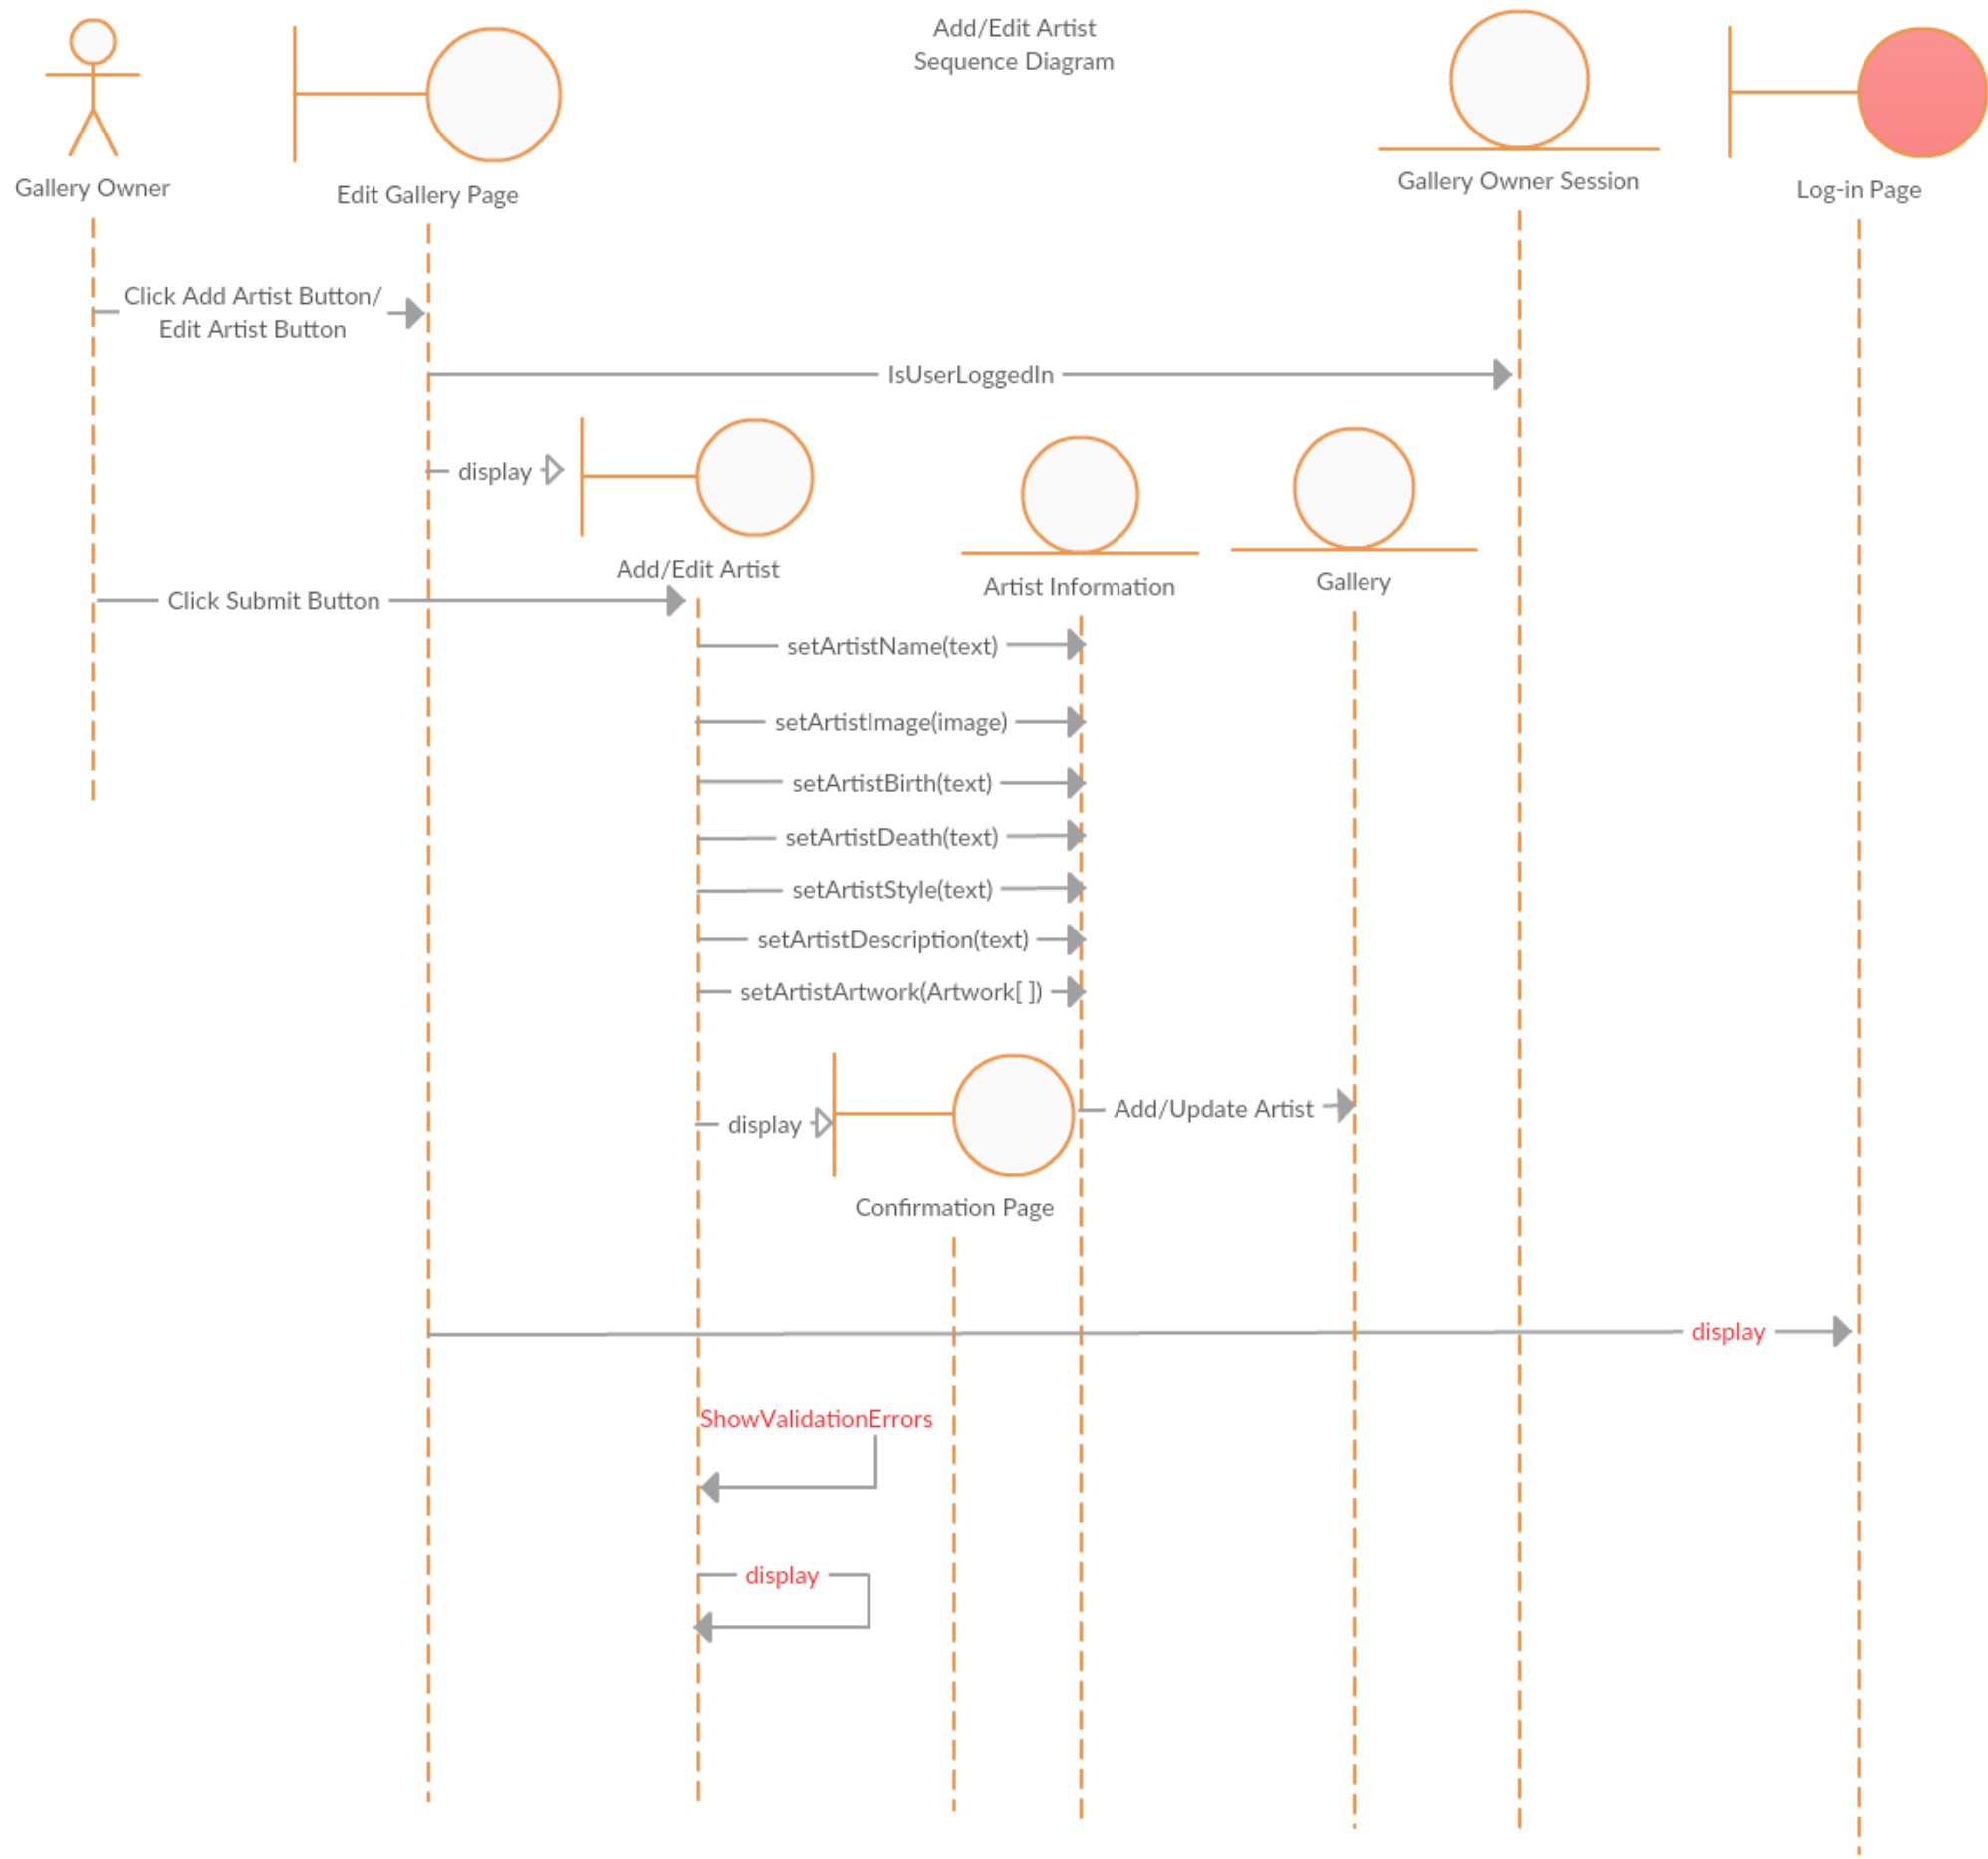 Add/Edit Artist
Sequence Diagram
Gallery Owner
Edit Gallery Page
Gallery Owner Session
Log-in Page
Click Add Artist Button/
Edit Artist Button
IsUserLoggedIn
display
Add/Edit Artist
Artist Information
Gallery
Click Submit Button
setArtistName(text)
setArtistImage(image)
setArtistBirth(text)
setArtistDeath(text)
setArtistStyle(text)
setArtistDescription(text)
setArtistArtwork(Artwork[ ])
display
Add/Update Artist
Confirmation Page
display
ShowValidationErrors
display